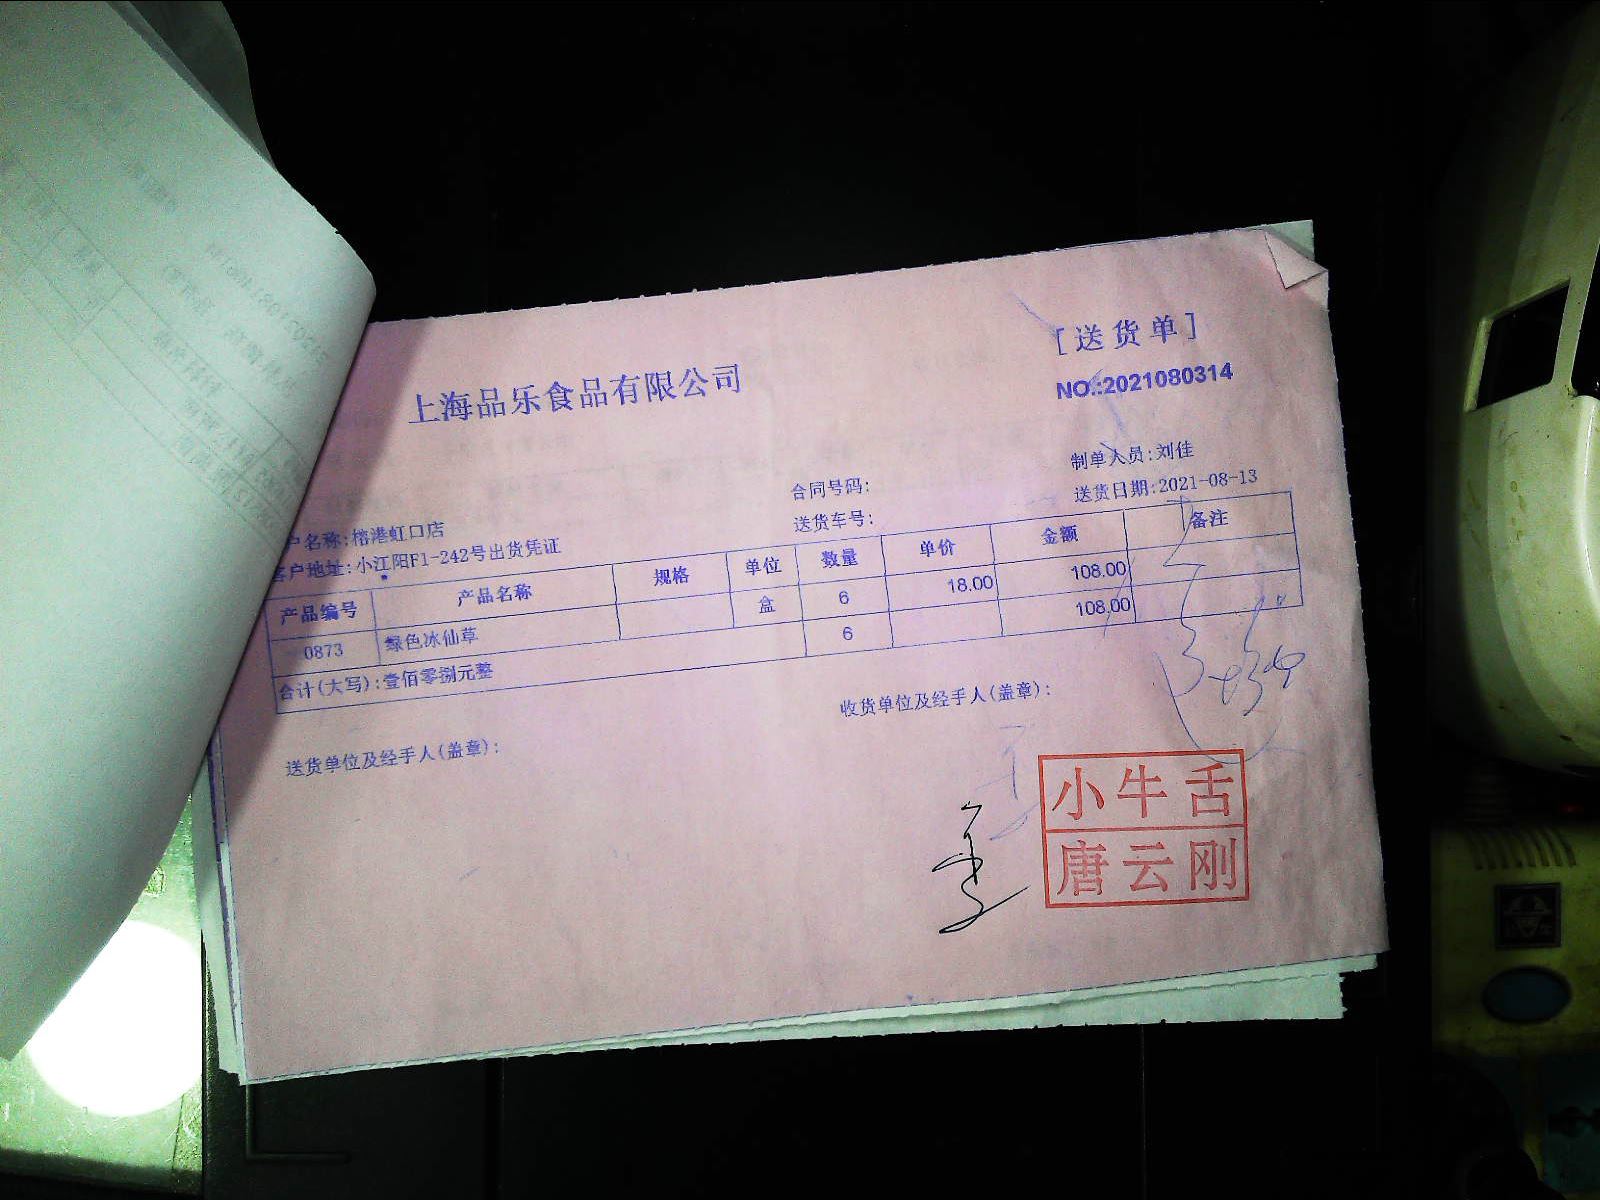 [送货单]
上海品乐食品有限公司
NO.:2021080314
制单人员:刘佳
合同号码:
送货日期:2021-08-13
户名称:榕港虹口店
送货车号:
客户地址:小江阳F1-242号出货凭证
产品编号 产品名称 规格 单位 数量 单价 金额 备注
0873 绿色冰仙草 盒 6 18.00 108.00
合计(大写):壹佰零捌元整 6 108.00
送货单位及经手人(盖章):
收货单位及经手人(盖章):
小牛舌
唐云刚